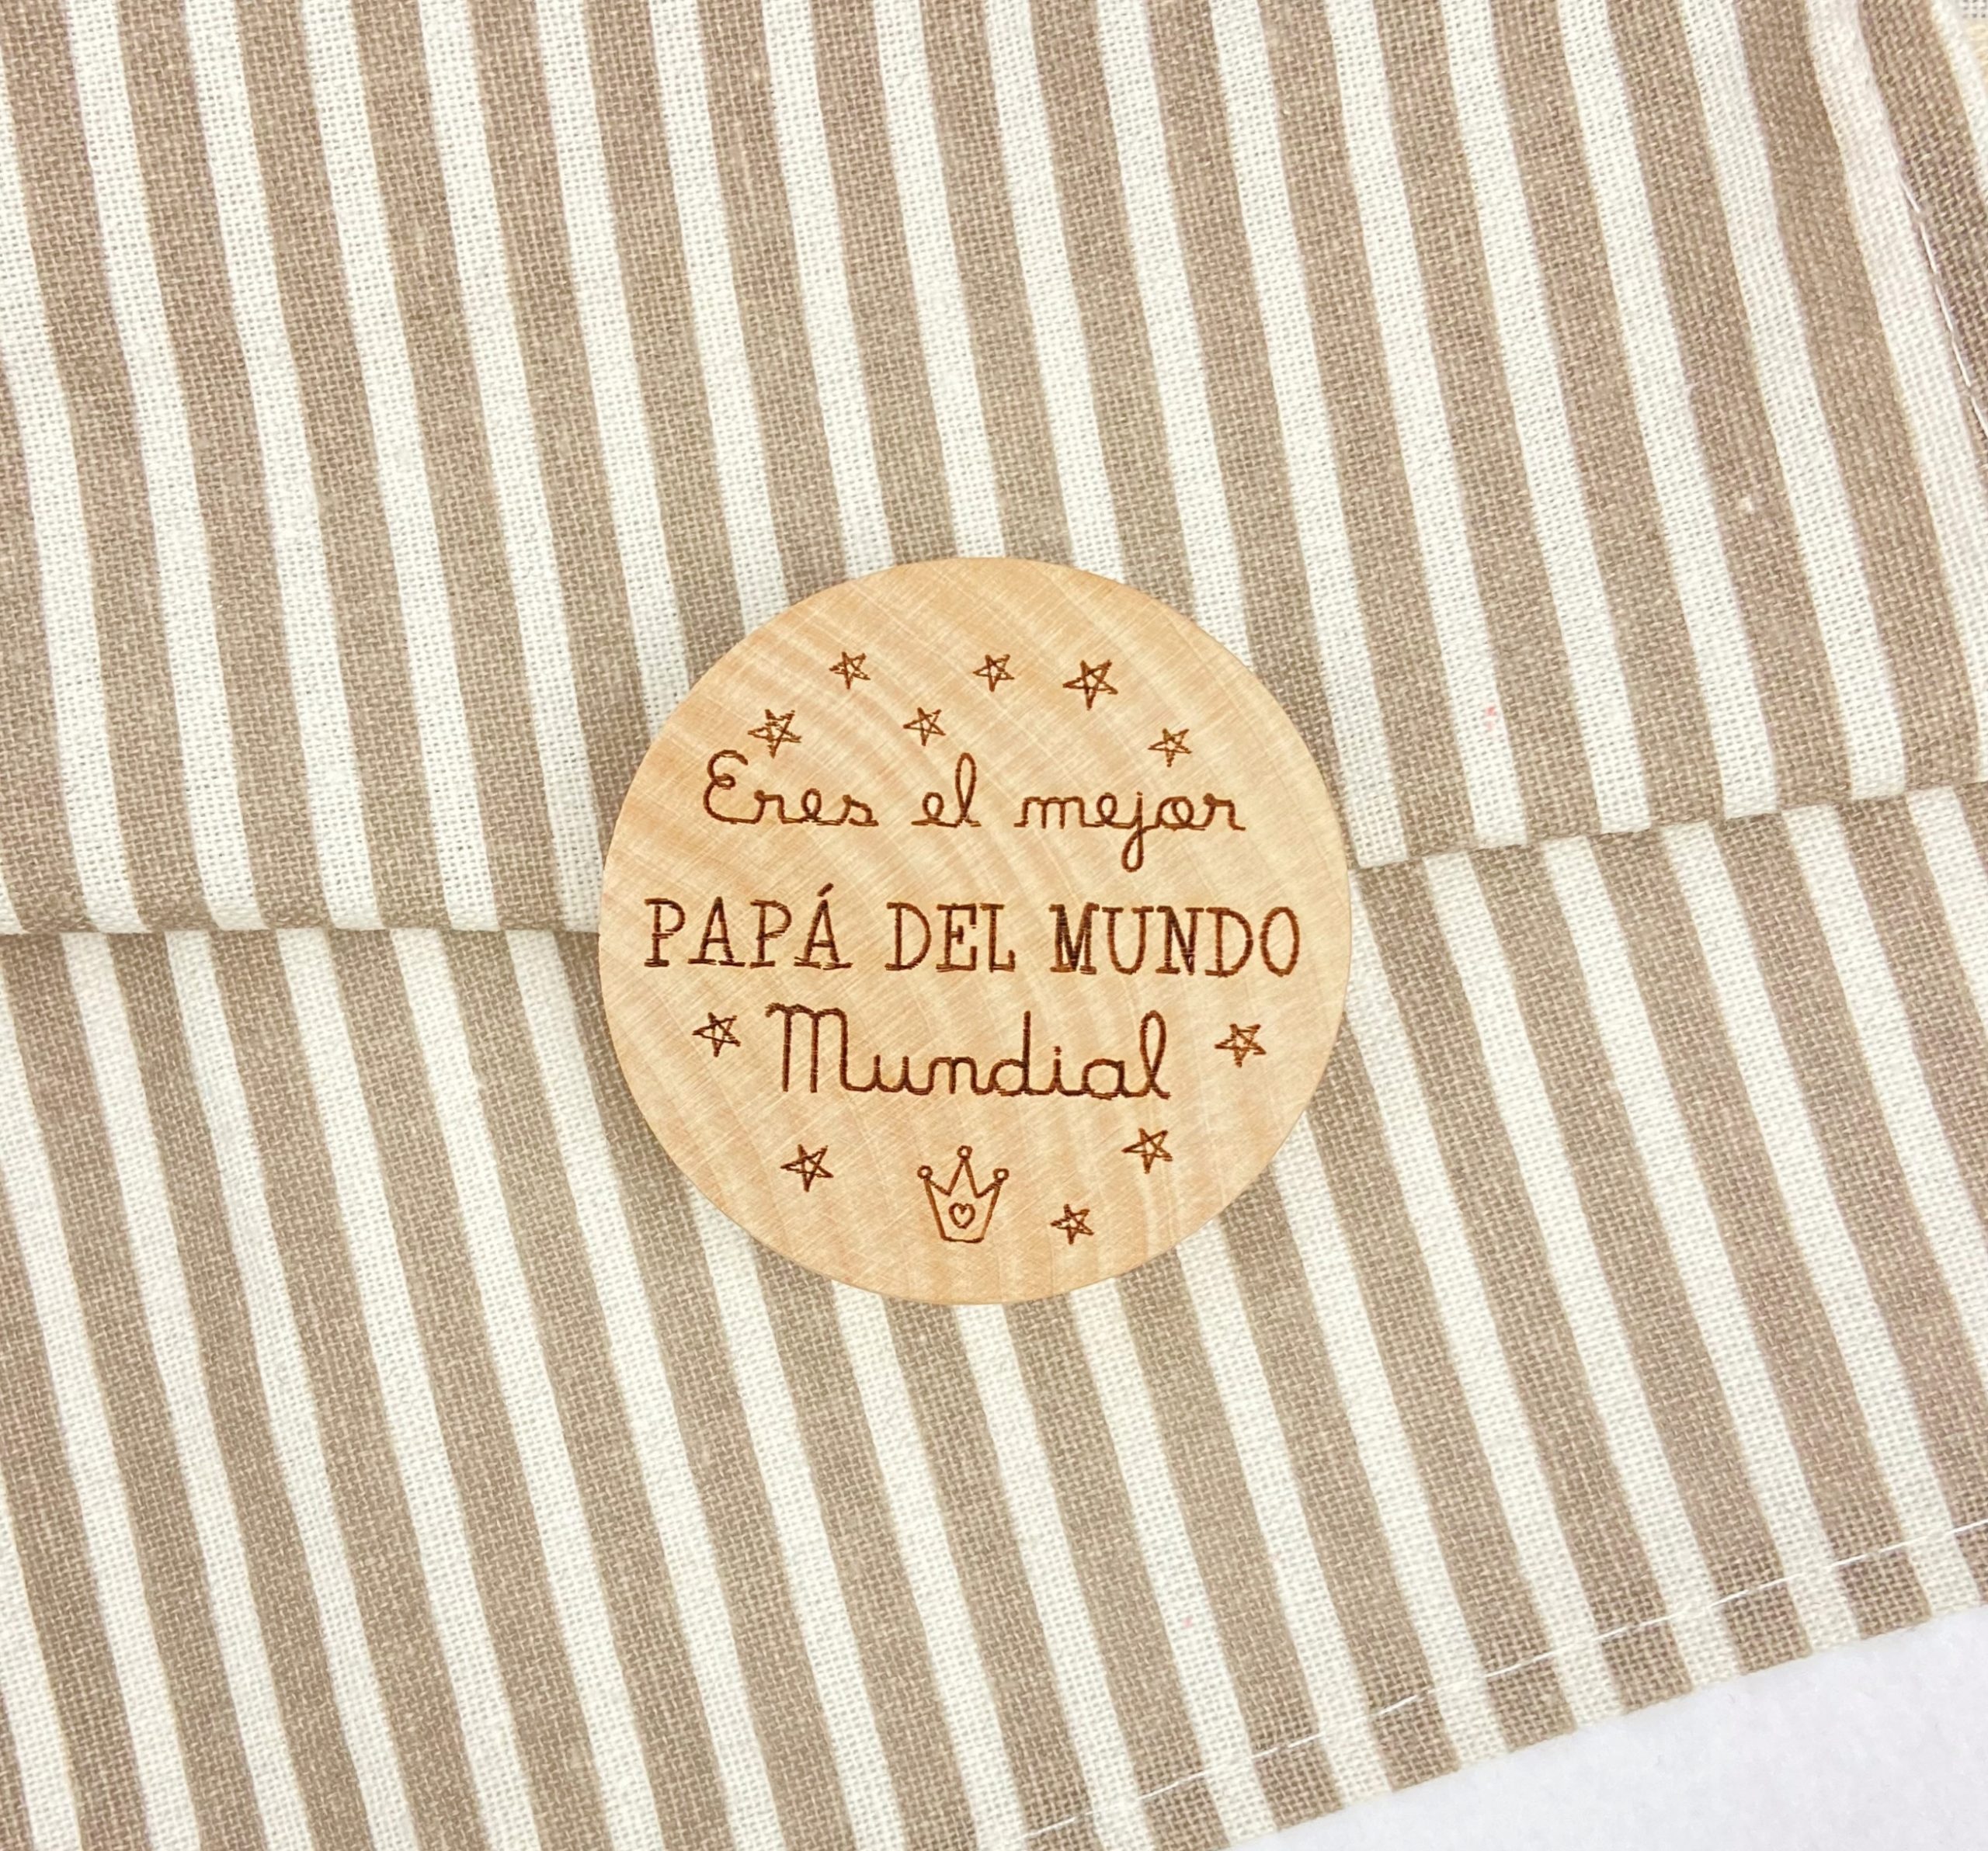 Eres el mejor
PAPÁ DEL MUNDO
Mundial